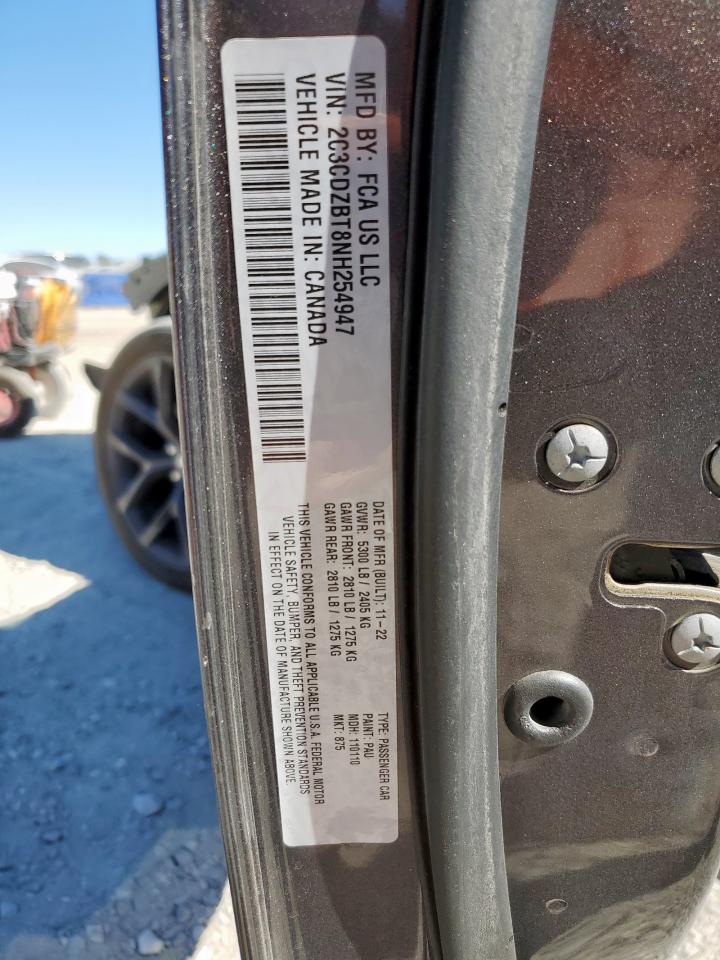 MFD BY: FCA US LLC
VIN: 2C3CDZBT8NH254947
VEHICLE MADE IN: CANADA
DATE OF MFR (BUILT): 11-22
GVWR: 5300 LB / 2405 KG
GAWR FRONT: 2810 LB / 1275 KG
GAWR REAR: 2810 LB / 1275 KG
THIS VEHICLE CONFORMS TO ALL APPLICABLE U.S.A. FEDERAL MOTOR
VEHICLE SAFETY, BUMPER, AND THEFT PREVENTION STANDARDS
IN EFFECT ON THE DATE OF MANUFACTURE SHOWN ABOVE.
TYPE: PASSENGER CAR
PAINT: PAU
MDH: 110110
MKT: 875